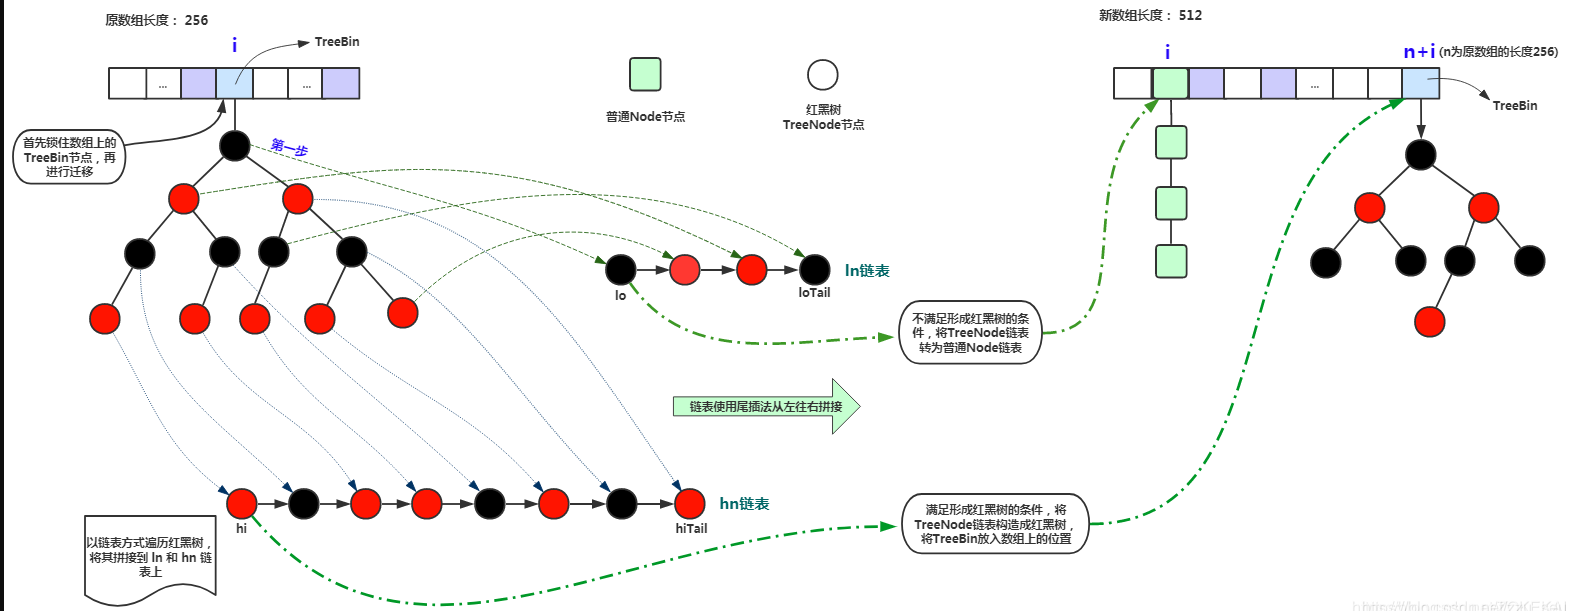 原数组长度： 256
新数组长度： 512
i
TreeBin
... ...
普通Node节点
红黑树
TreeNode节点
i
n+i (n为原数组的长度256)
...
TreeBin
首先锁住数组上的
TreeBin节点，再
进行迁移
第一步
lo
loTail
ln链表
不满足形成红黑树的条
件，将TreeNode链表
转为普通Node链表
链表使用尾插法从左往右拼接
hi
hiTail
hn链表
以链表方式遍历红黑树，
将其拼接到 ln 和 hn 链
表上
满足形成红黑树的条件，将
TreeNode链表构造成红黑树，
将TreeBin放入数组上的位置